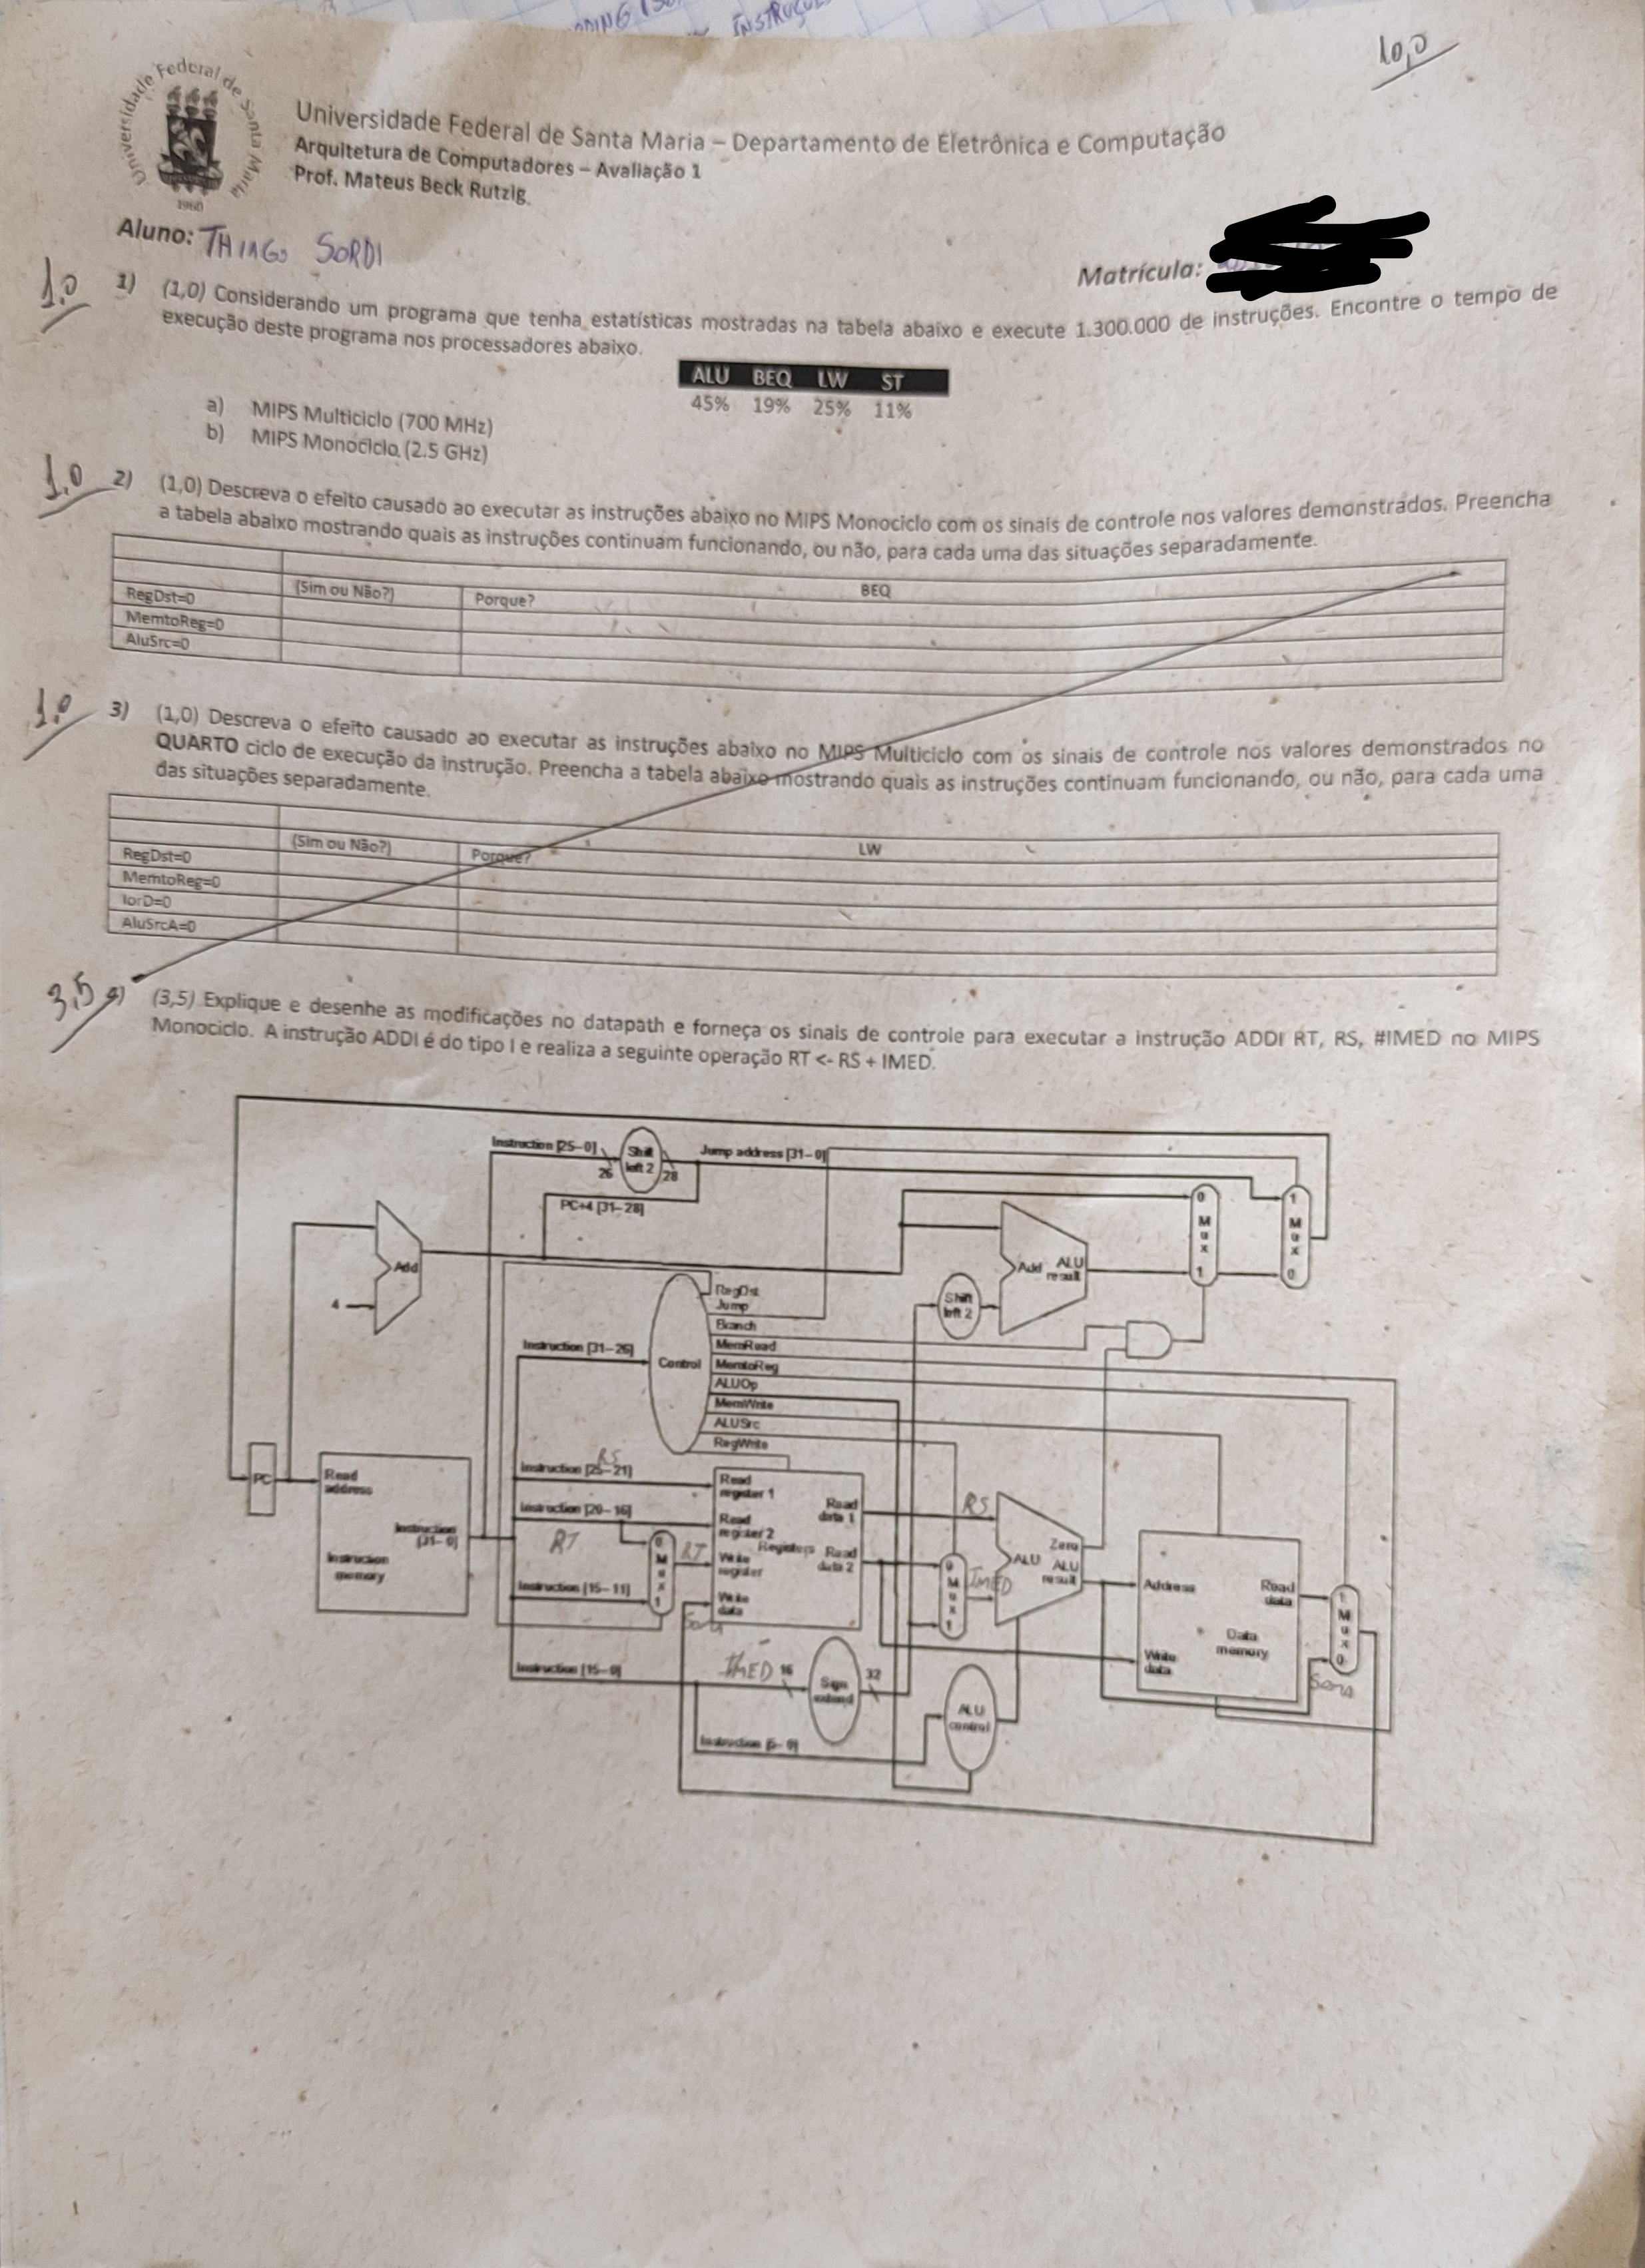 INSTRUÇÕES
10,0
Universidade Federal de Santa Maria
1960
Universidade Federal de Santa Maria – Departamento de Eletrônica e Computação
Arquitetura de Computadores – Avaliação 1
Prof. Mateus Beck Rutzig
Aluno: THIAGO SORDI
Matrícula:
1,0
1) (1,0) Considerando um programa que tenha estatísticas mostradas na tabela abaixo e execute 1.300.000 de instruções. Encontre o tempo de
execução deste programa nos processadores abaixo.
ALU BEQ LW ST
45% 19% 25% 11%
a) MIPS Multiciclo (700 MHz)
b) MIPS Monociclo (2.5 GHz)
1,0
2) (1,0) Descreva o efeito causado ao executar as instruções abaixo no MIPS Monociclo com os sinais de controle nos valores demonstrados. Preencha
a tabela abaixo mostrando quais as instruções continuam funcionando, ou não, para cada uma das situações separadamente.
BEQ
(Sim ou Não?) Porque?
RegDst=0
MemtoReg=0
AluSrc=0
1,0
3) (1,0) Descreva o efeito causado ao executar as instruções abaixo no MIPS Multiciclo com os sinais de controle nos valores demonstrados no
QUARTO ciclo de execução da instrução. Preencha a tabela abaixo mostrando quais as instruções continuam funcionando, ou não, para cada uma
das situações separadamente.
LW
(Sim ou Não?) Porque?
RegDst=0
MemtoReg=0
IorD=0
AluSrcA=0
3,5
(3,5) Explique e desenhe as modificações no datapath e forneça os sinais de controle para executar a instrução ADDI RT, RS, #IMED no MIPS
Monociclo. A instrução ADDI é do tipo I e realiza a seguinte operação RT <- RS + IMED.
Instruction [25–0]
26
Shift left 2
28
Jump address [31–0]
PC+4 [31–28]
Add
4
0 M u x 1
1 M u x 0
Add ALU result
Shift left 2
RegDst
Jump
Branch
MemRead
MemtoReg
ALUOp
MemWrite
ALUSrc
RegWrite
Instruction [31–26]
Control
PC
Read address
Instruction [31–0]
Instruction memory
RS
Instruction [25–21]
Instruction [20–16]
RT
Instruction [15–11]
0 M u x 1
RT
Read register 1
Read register 2
Write register
Write data
Registers
Read data 1
Read data 2
RS
0 M u x 1
IMED
Zero
ALU ALU result
Address
Read data
Data memory
Write data
1 M u x 0
Soma
Soma
Instruction [15–0]
IMED
16
Sign extend
32
ALU control
Instruction [5–0]